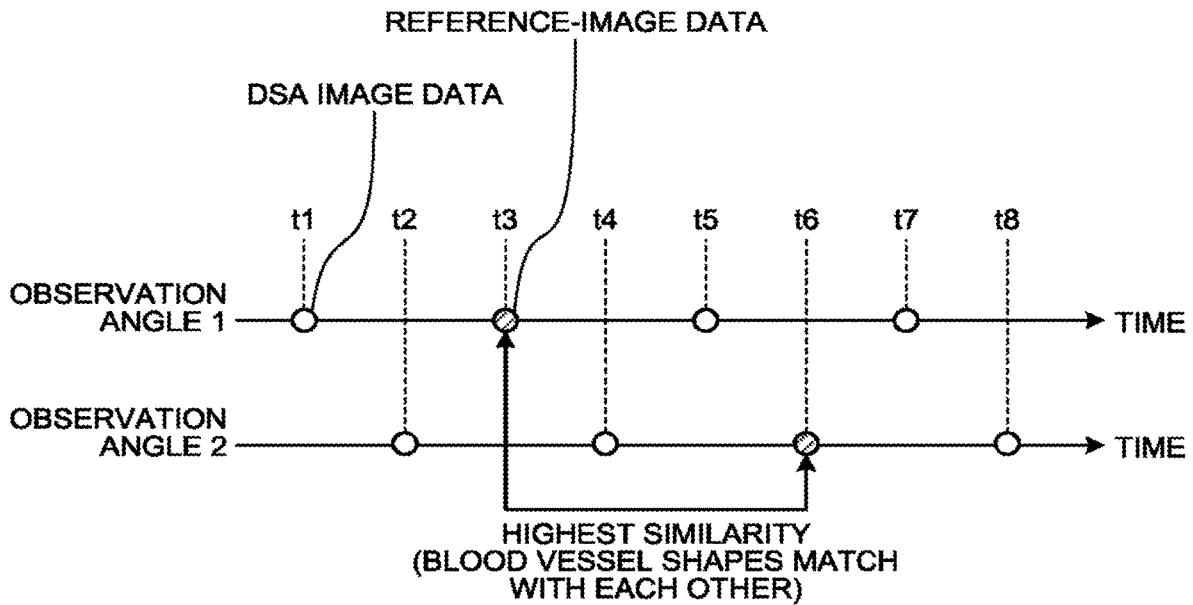 REFERENCE-IMAGE DATA
DSA IMAGE DATA
t1 t2 t3 t4 t5 t6 t7 t8
OBSERVATION
ANGLE 1
TIME
OBSERVATION
ANGLE 2
TIME
HIGHEST SIMILARITY
(BLOOD VESSEL SHAPES MATCH
WITH EACH OTHER)